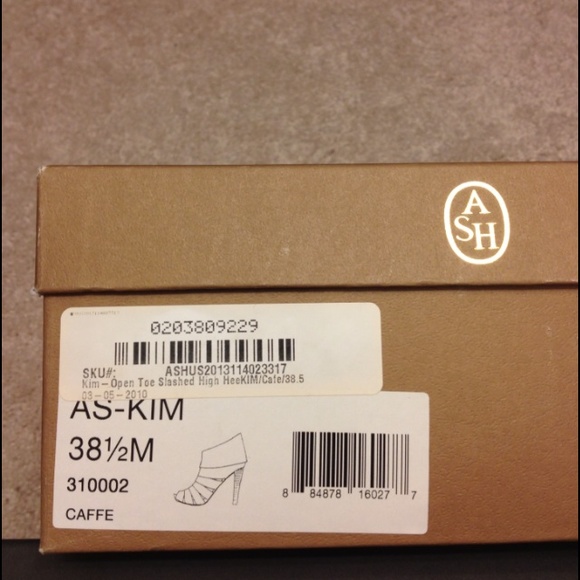 A
SH
0203809229
SKU#: ASHUS2013114023317
Kim-Open Toe Slashed High HeeKIM/Cafe/38.5
03-05-2010
AS-KIM
38½M
310002
CAFFE
8 84878 16027 7